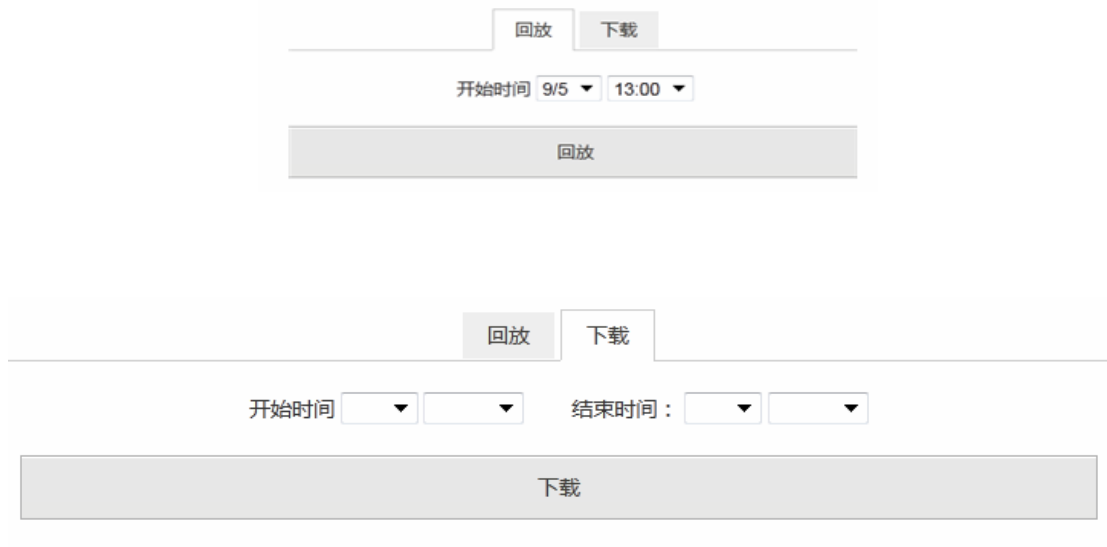 回放 下载
开始时间 9/5 13:00
回放
回放 下载
开始时间 结束时间：
下载